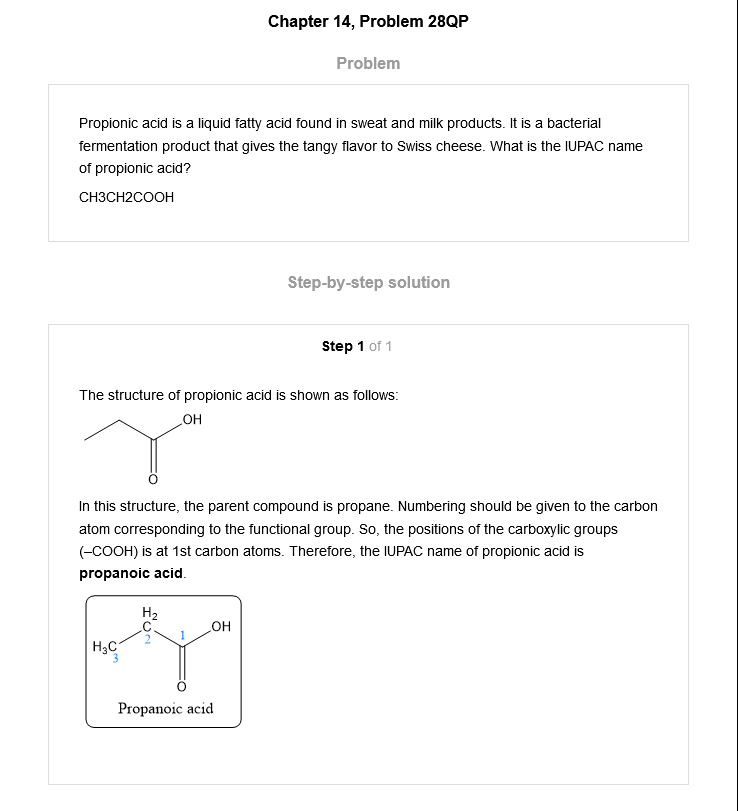 Chapter 14, Problem 28QP
Problem
Propionic acid is a liquid fatty acid found in sweat and milk products. It is a bacterial
fermentation product that gives the tangy flavor to Swiss cheese. What is the IUPAC name
of propionic acid?
CH3CH2COOH
Step-by-step solution
Step 1 of 1
The structure of propionic acid is shown as follows:
OH
O
In this structure, the parent compound is propane. Numbering should be given to the carbon
atom corresponding to the functional group. So, the positions of the carboxylic groups
(–COOH) is at 1st carbon atoms. Therefore, the IUPAC name of propionic acid is
propanoic acid.
H2
C 1 OH
2
H3C
3
O
Propanoic acid